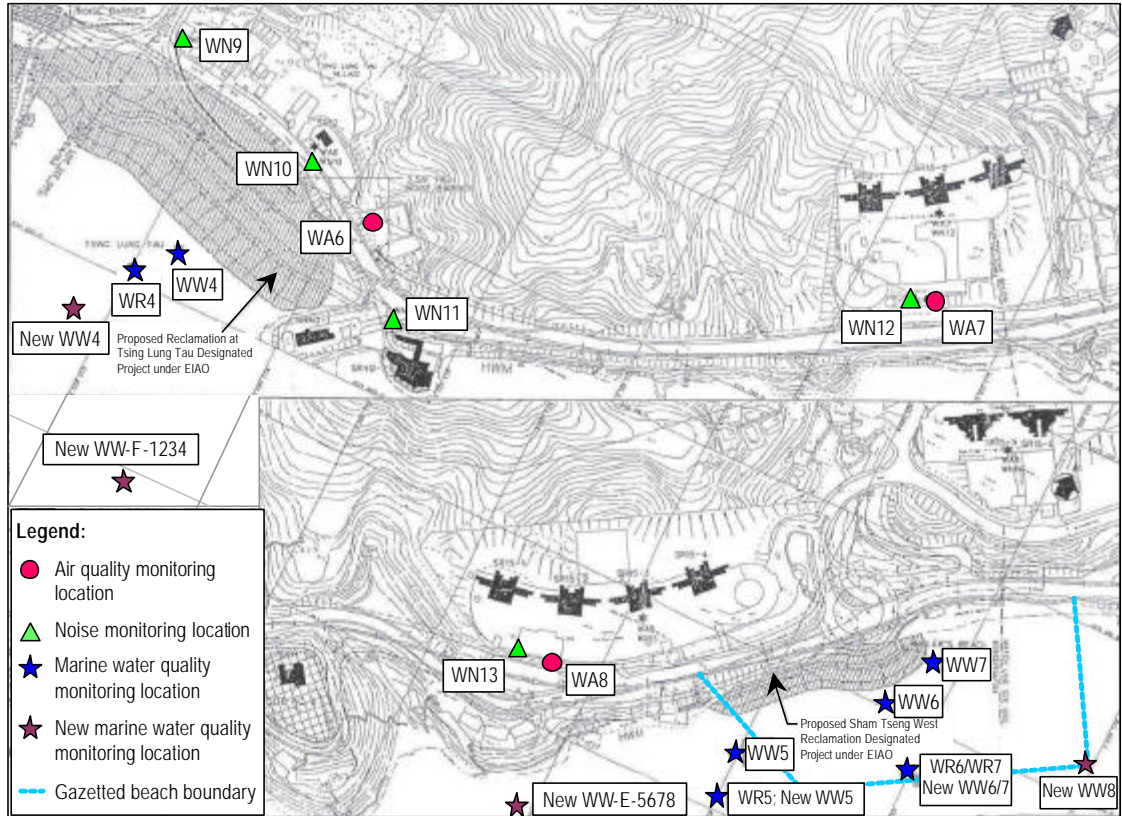 WN9
WN10
WA6
TSING LUNG TAU
WW4
WR4
New WW4
Proposed Reclamation at
Tsing Lung Tau Designated
Project under EIAO
WN11
WN12
WA7
New WW-F-1234
Legend:
Air quality monitoring
location
Noise monitoring location
Marine water quality
monitoring location
New marine water quality
monitoring location
Gazetted beach boundary
WN13
WA8
WW7
WW6
Proposed Sham Tseng West
Reclamation Designated
Project under EIAO
WW5
WR5; New WW5
WR6/WR7
New WW6/7
New WW8
New WW-E-5678